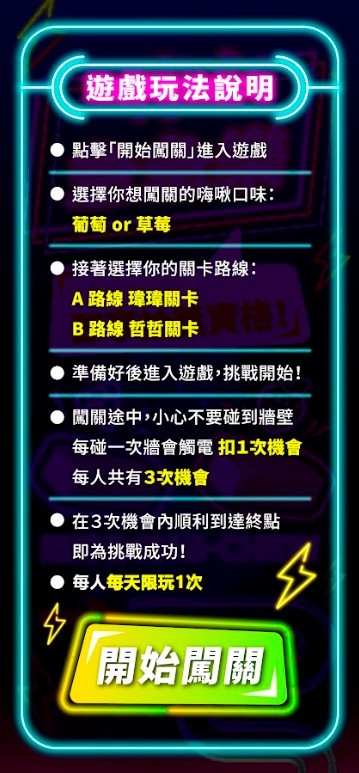 遊戲玩法說明
● 點擊「開始闖關」進入遊戲
● 選擇你想闖關的嗨啾口味：
葡萄 or 草莓
● 接著選擇你的關卡路線：
A 路線 瑋瑋關卡
B 路線 哲哲關卡
● 準備好後進入遊戲，挑戰開始！
● 闖關途中，小心不要碰到牆壁
每碰一次牆會觸電 扣1次機會
每人共有3次機會
● 在3次機會內順利到達終點
即為挑戰成功！
● 每人每天限玩1次
開始闖關